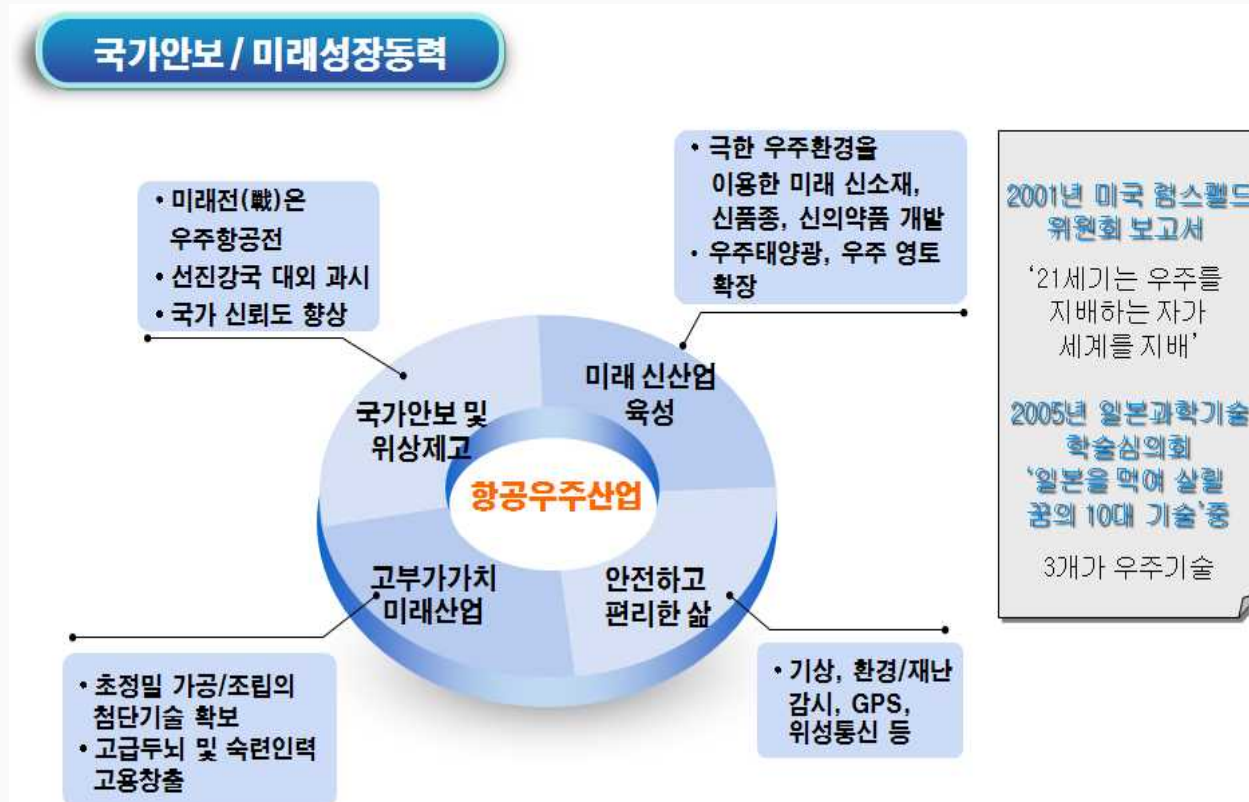 국가안보 / 미래성장동력
• 미래전(戰)온
우주항공전
• 선진강국 대외 과시
• 국가 신뢰도 향상
• 극한 우주환경을
이용한 미래 신소재,
신품종, 신의약품 개발
• 우주태양광, 우주 영토
확장
국가안보 및
위상제고
미래 신산업
육성
항공우주산업
고부가가치
미래산업
안전하고
편리한 삶
• 초정밀 가공/조립의
첨단기술 확보
• 고급두뇌 및 숙련인력
고용창출
• 기상, 환경/재난
감시, GPS,
위성통신 등
2001년 미국 럼스펠드
위원회 보고서
‘21세기는 우주를
지배하는 자가
세계를 지배’
2005년 일본과학기술
학술심의회
‘일본을 먹여 살릴
꿈의 10대 기술’중
3개가 우주기술